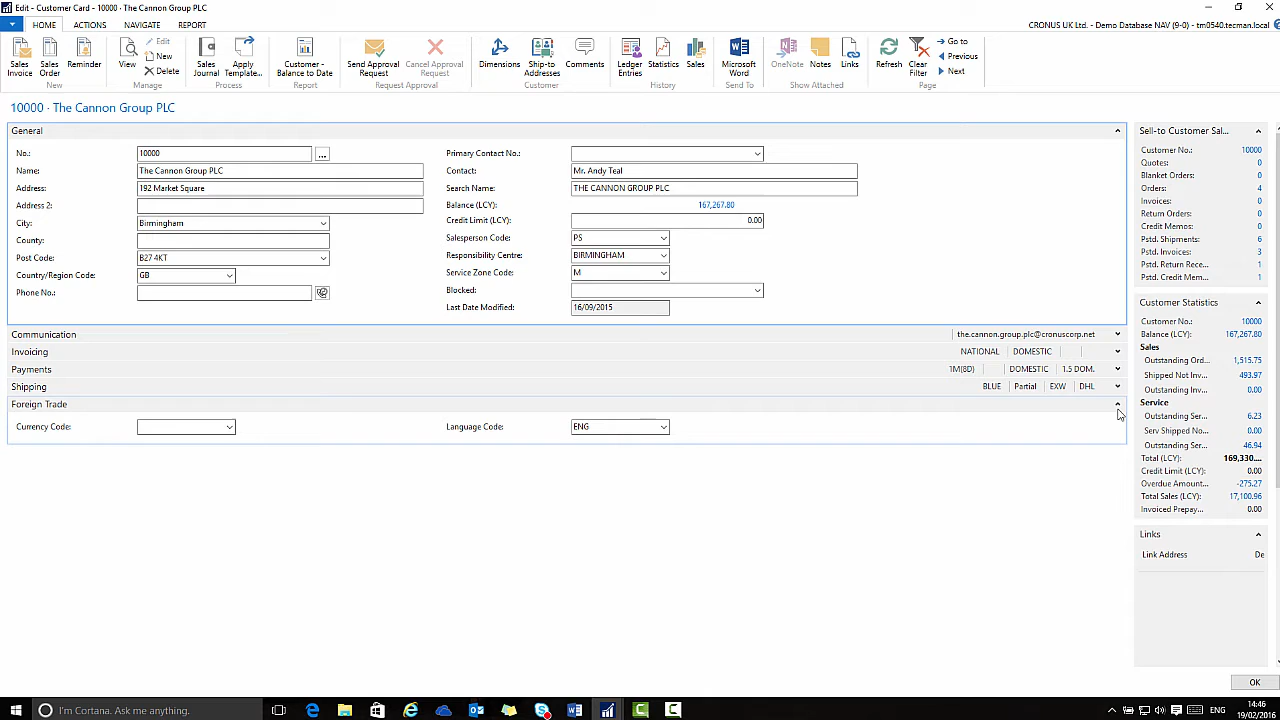 Edit - Customer Card - 10000 · The Cannon Group PLC
HOME ACTIONS NAVIGATE REPORT
CRONUS UK Ltd. - Demo Database NAV (9-0) - tm0540.tecman.local
Sales Invoice
Sales Order
Reminder
New
View
Edit
New
Delete
Manage
Sales Journal
Apply Template...
Process
Customer - Balance to Date
Report
Send Approval Request
Cancel Approval Request
Request Approval
Dimensions
Ship-to Addresses
Comments
Customer
Ledger Entries
Statistics
Sales
History
Microsoft Word
Send To
OneNote
Notes
Links
Show Attached
Refresh
Clear Filter
Go to
Previous
Next
Page
10000 · The Cannon Group PLC
General
No.: 10000 ...
Name: The Cannon Group PLC
Address: 192 Market Square
Address 2:
City: Birmingham
County:
Post Code: B27 4KT
Country/Region Code: GB
Phone No.:
Primary Contact No.:
Contact: Mr. Andy Teal
Search Name: THE CANNON GROUP PLC
Balance (LCY): 167,267.80
Credit Limit (LCY): 0.00
Salesperson Code: PS
Responsibility Centre: BIRMINGHAM
Service Zone Code: M
Blocked:
Last Date Modified: 16/09/2015
Communication the.cannon.group.plc@cronuscorp.net
Invoicing NATIONAL DOMESTIC
Payments 1M(8D) DOMESTIC 1.5 DOM.
Shipping BLUE Partial EXW DHL
Foreign Trade
Currency Code:
Language Code: ENG
Sell-to Customer Sal...
Customer No.: 10000
Quotes: 0
Blanket Orders: 0
Orders: 4
Invoices: 0
Return Orders: 0
Credit Memos: 0
Pstd. Shipments: 6
Pstd. Invoices: 3
Pstd. Return Rece... 1
Pstd. Credit Mem... 1
Customer Statistics
Customer No.: 10000
Balance (LCY): 167,267.80
Sales
Outstanding Ord... 1,515.75
Shipped Not Inv... 493.97
Outstanding Inv... 0.00
Service
Outstanding Ser... 6.23
Serv Shipped No... 0.00
Outstanding Ser... 46.94
Total (LCY): 169,330....
Credit Limit (LCY): 0.00
Overdue Amount... -275.27
Total Sales (LCY): 17,100.96
Invoiced Prepay... 0.00
Links
Link Address De
OK
I'm Cortana. Ask me anything.
ENG
14:46
19/02/2016